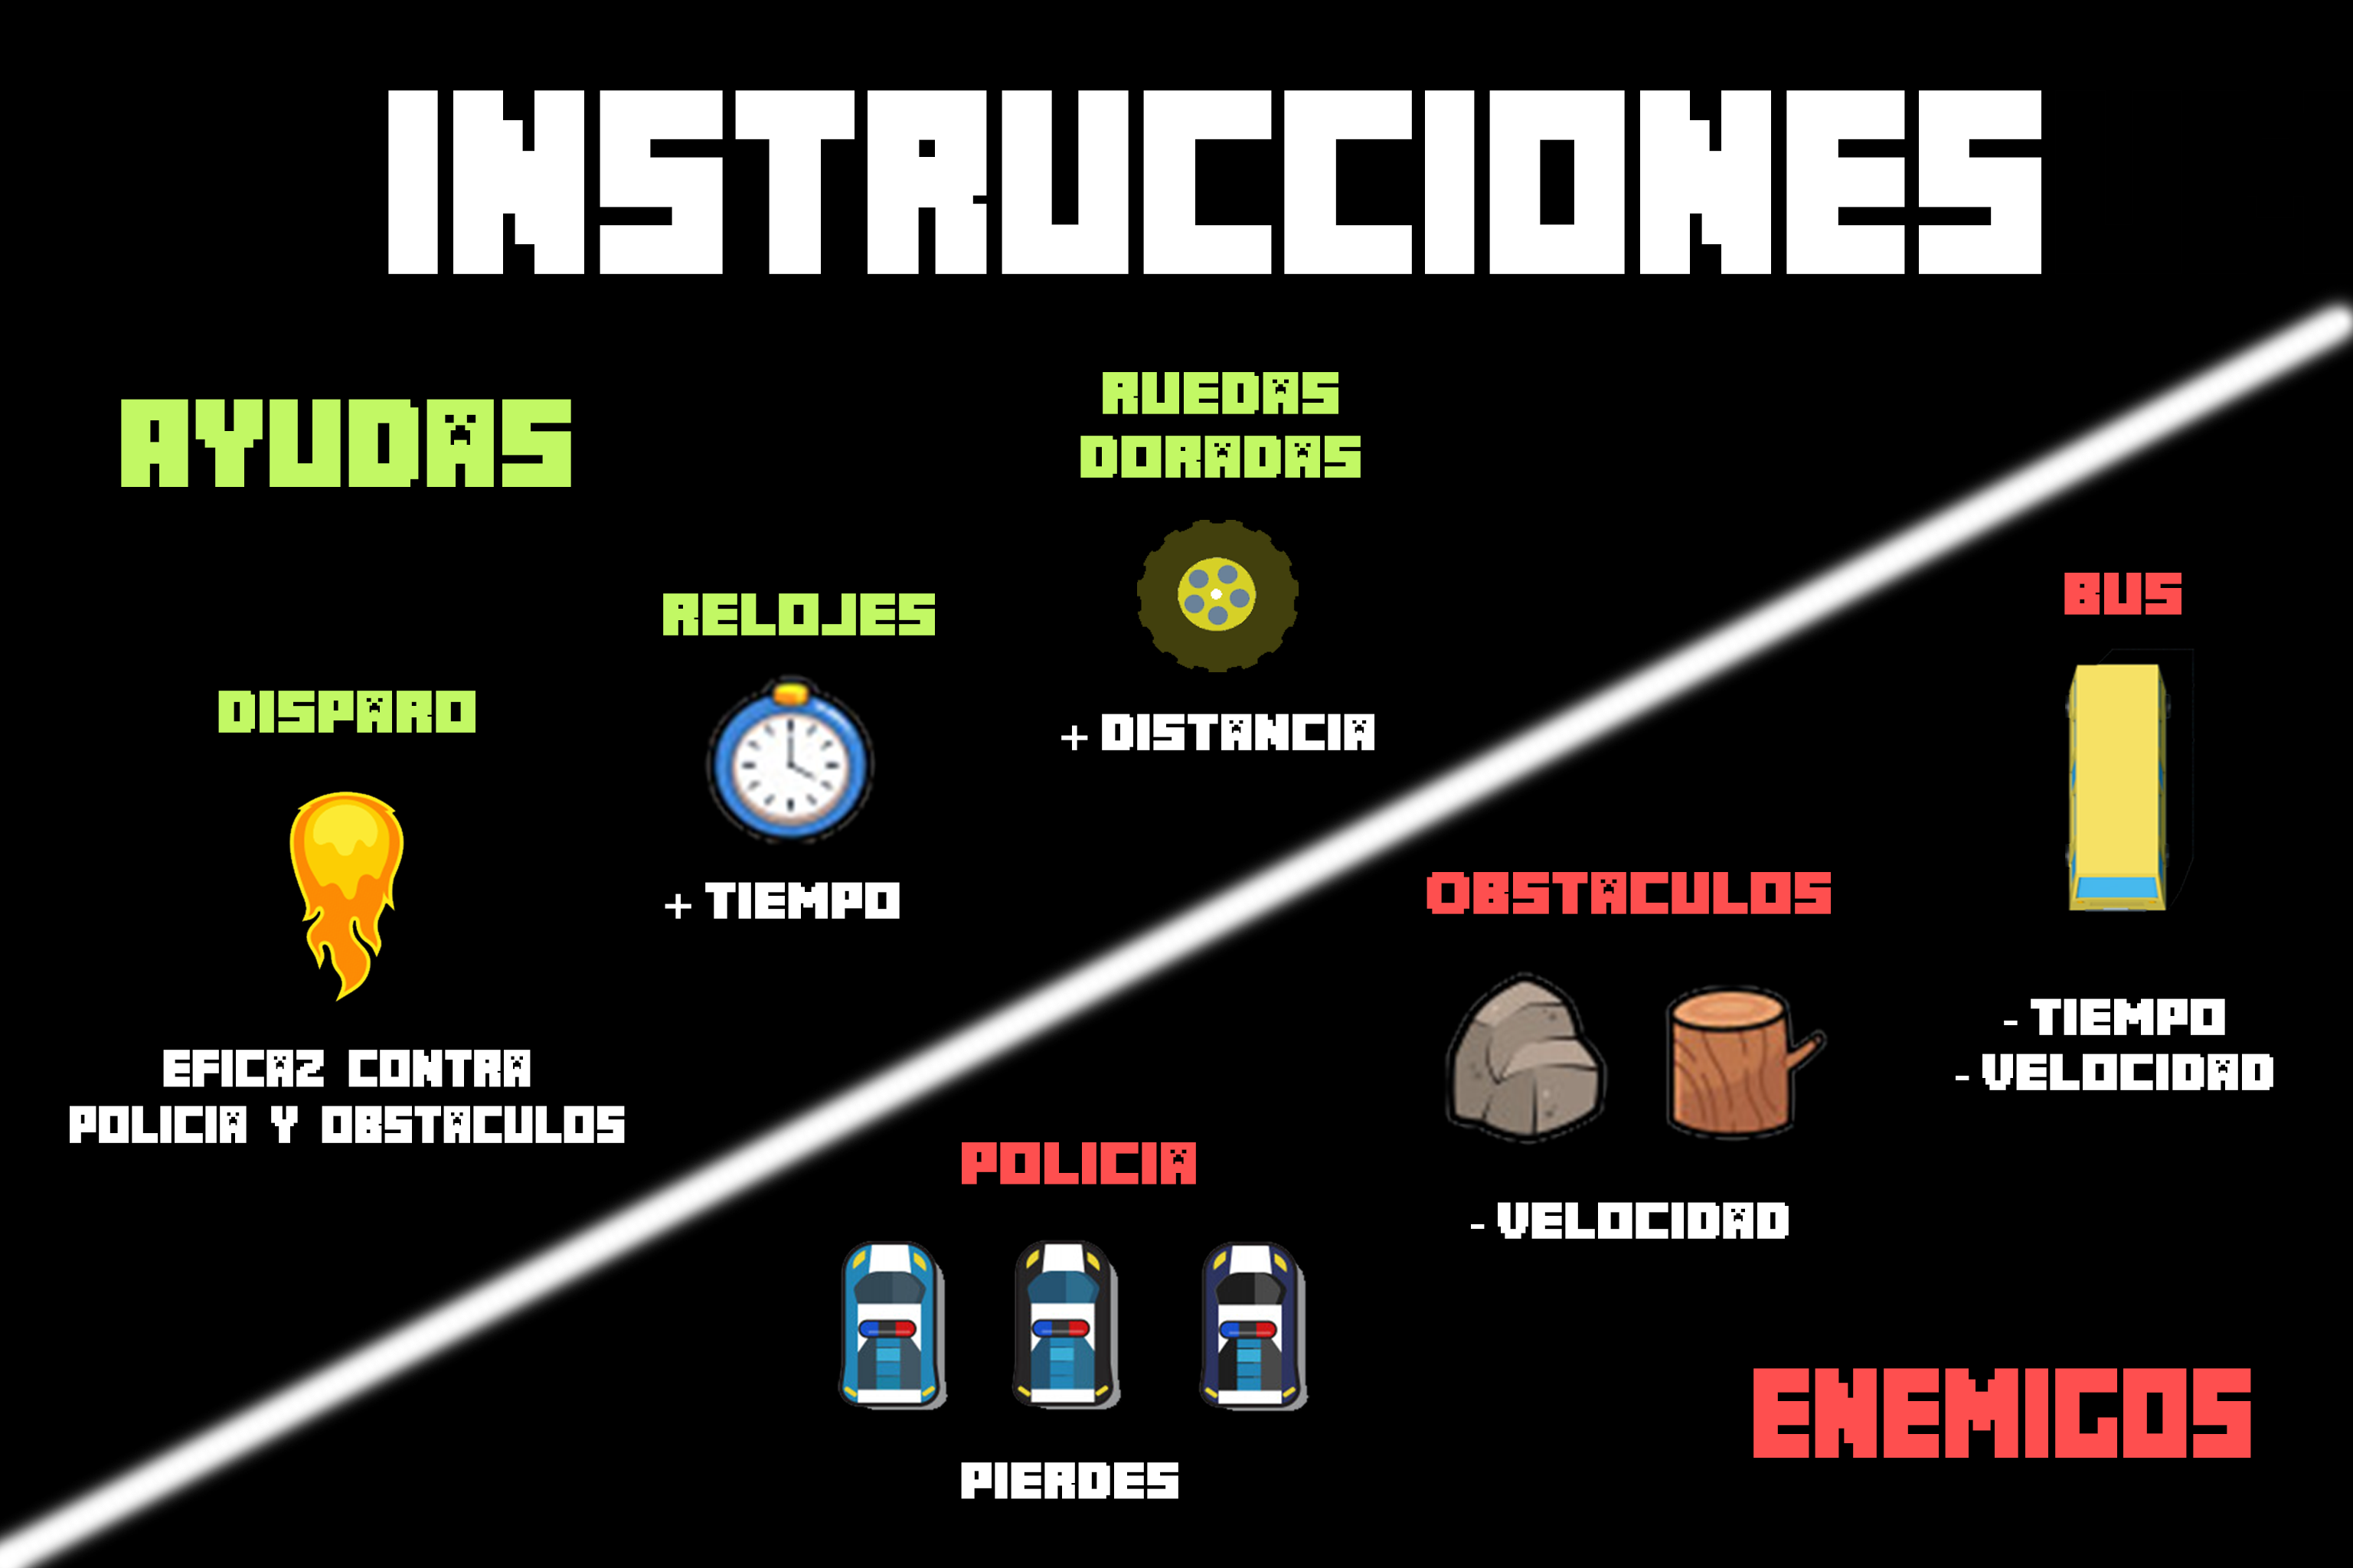 INSTRUCCIONES
AYUDAS
DISPARO
EFICAZ CONTRA
POLICIA Y OBSTACULOS
RELOJES
+ TIEMPO
RUEDAS
DORADAS
+ DISTANCIA
POLICIA
PIERDES
OBSTACULOS
- VELOCIDAD
BUS
- TIEMPO
- VELOCIDAD
ENEMIGOS